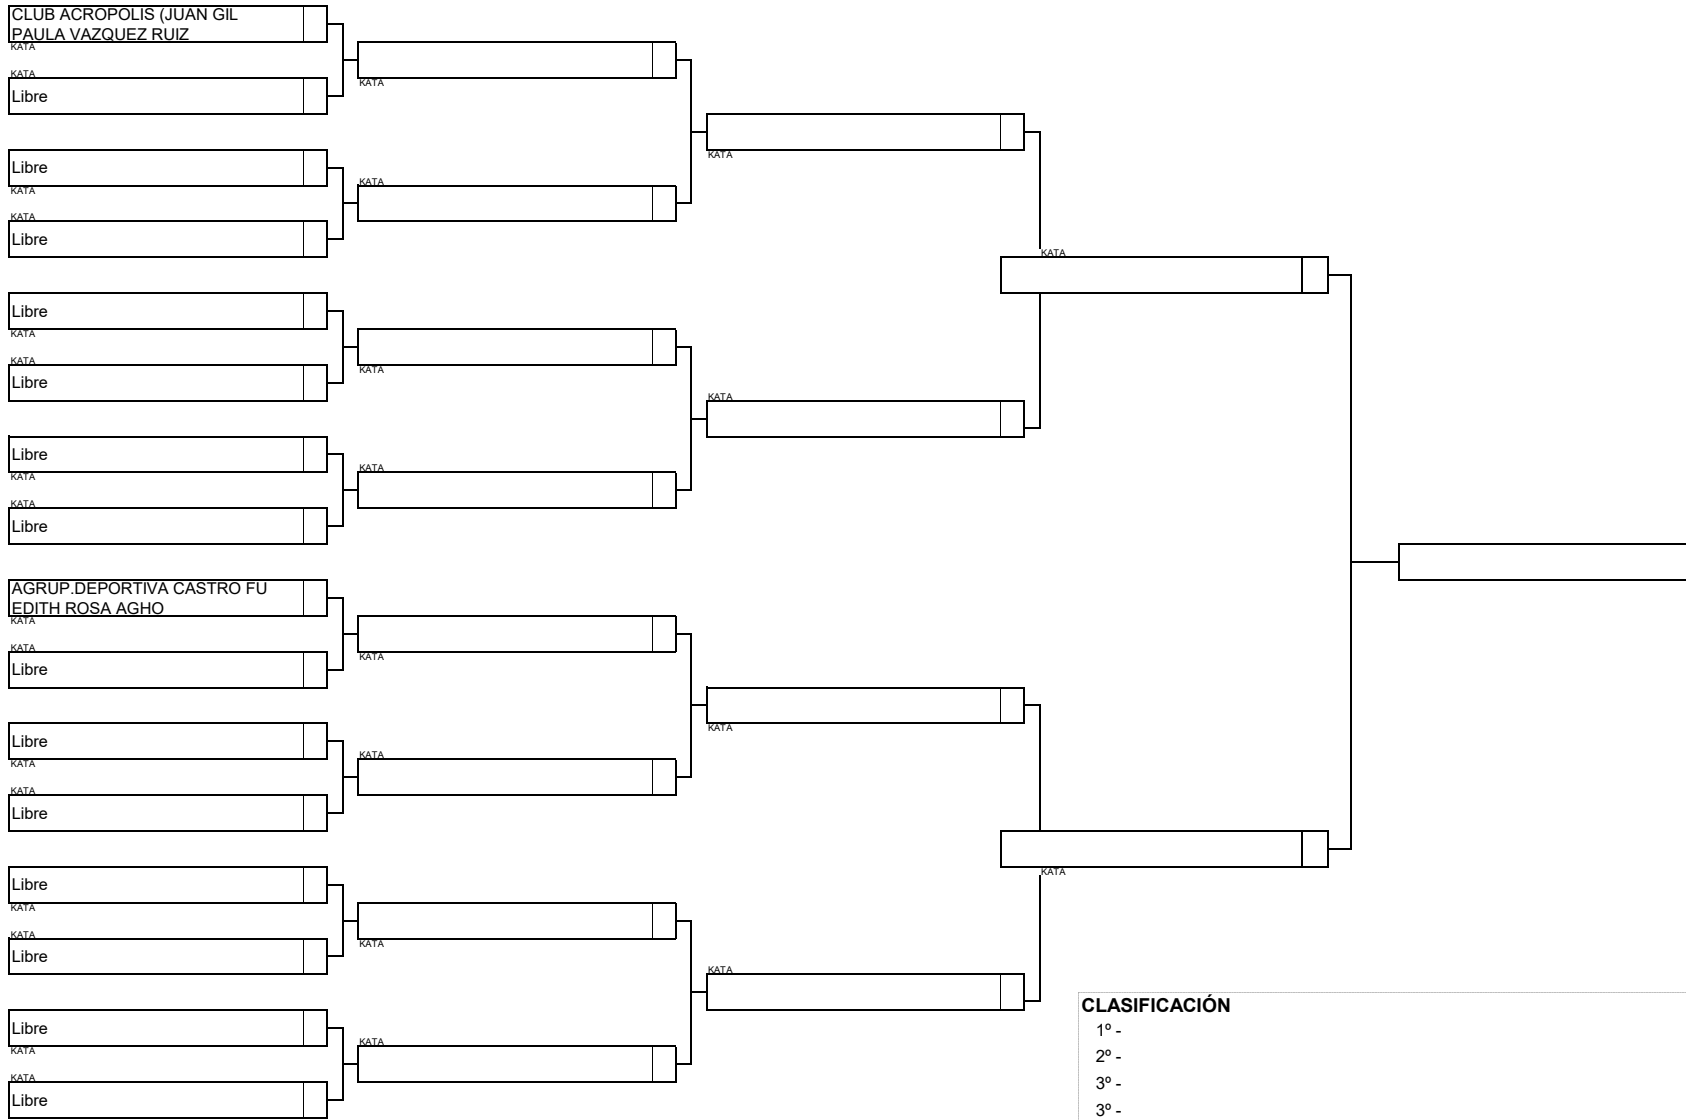 CLUB ACROPOLIS (JUAN GIL
PAULA VAZQUEZ RUIZ
KATA
KATA
Libre
Libre
KATA
KATA
Libre
Libre
KATA
KATA
Libre
Libre
KATA
KATA
Libre
AGRUP.DEPORTIVA CASTRO FU
EDITH ROSA AGHO
KATA
KATA
Libre
Libre
KATA
KATA
Libre
Libre
KATA
KATA
Libre
Libre
KATA
KATA
Libre
KATA
KATA
KATA
KATA
KATA
KATA
KATA
KATA
KATA
KATA
KATA
KATA
KATA
KATA
CLASIFICACIÓN
1º -
2º -
3º -
3º -